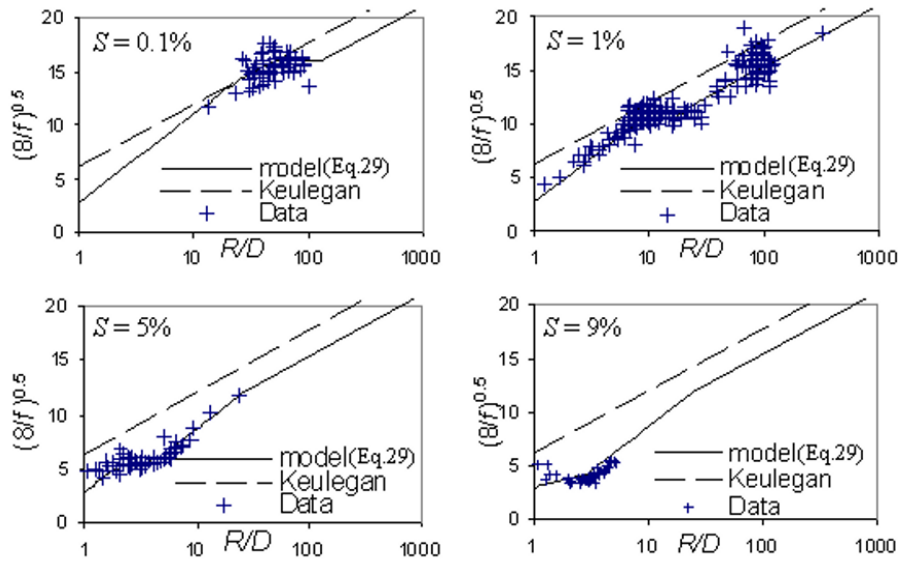 20
15
10
5
0
(8/f)^0.5
S = 0.1%
model(Eq.29)
Keulegan
Data
1
10
R/D
100
1000
20
15
10
5
0
(8/f)^0.5
S = 1%
model(Eq.29)
Keulegan
Data
1
10
R/D
100
1000
20
15
10
5
0
(8/f)^0.5
S = 5%
model(Eq.29)
Keulegan
Data
1
10
R/D
100
1000
20
15
10
5
0
(8/f)^0.5
S = 9%
model(Eq.29)
Keulegan
Data
1
10
R/D
100
1000